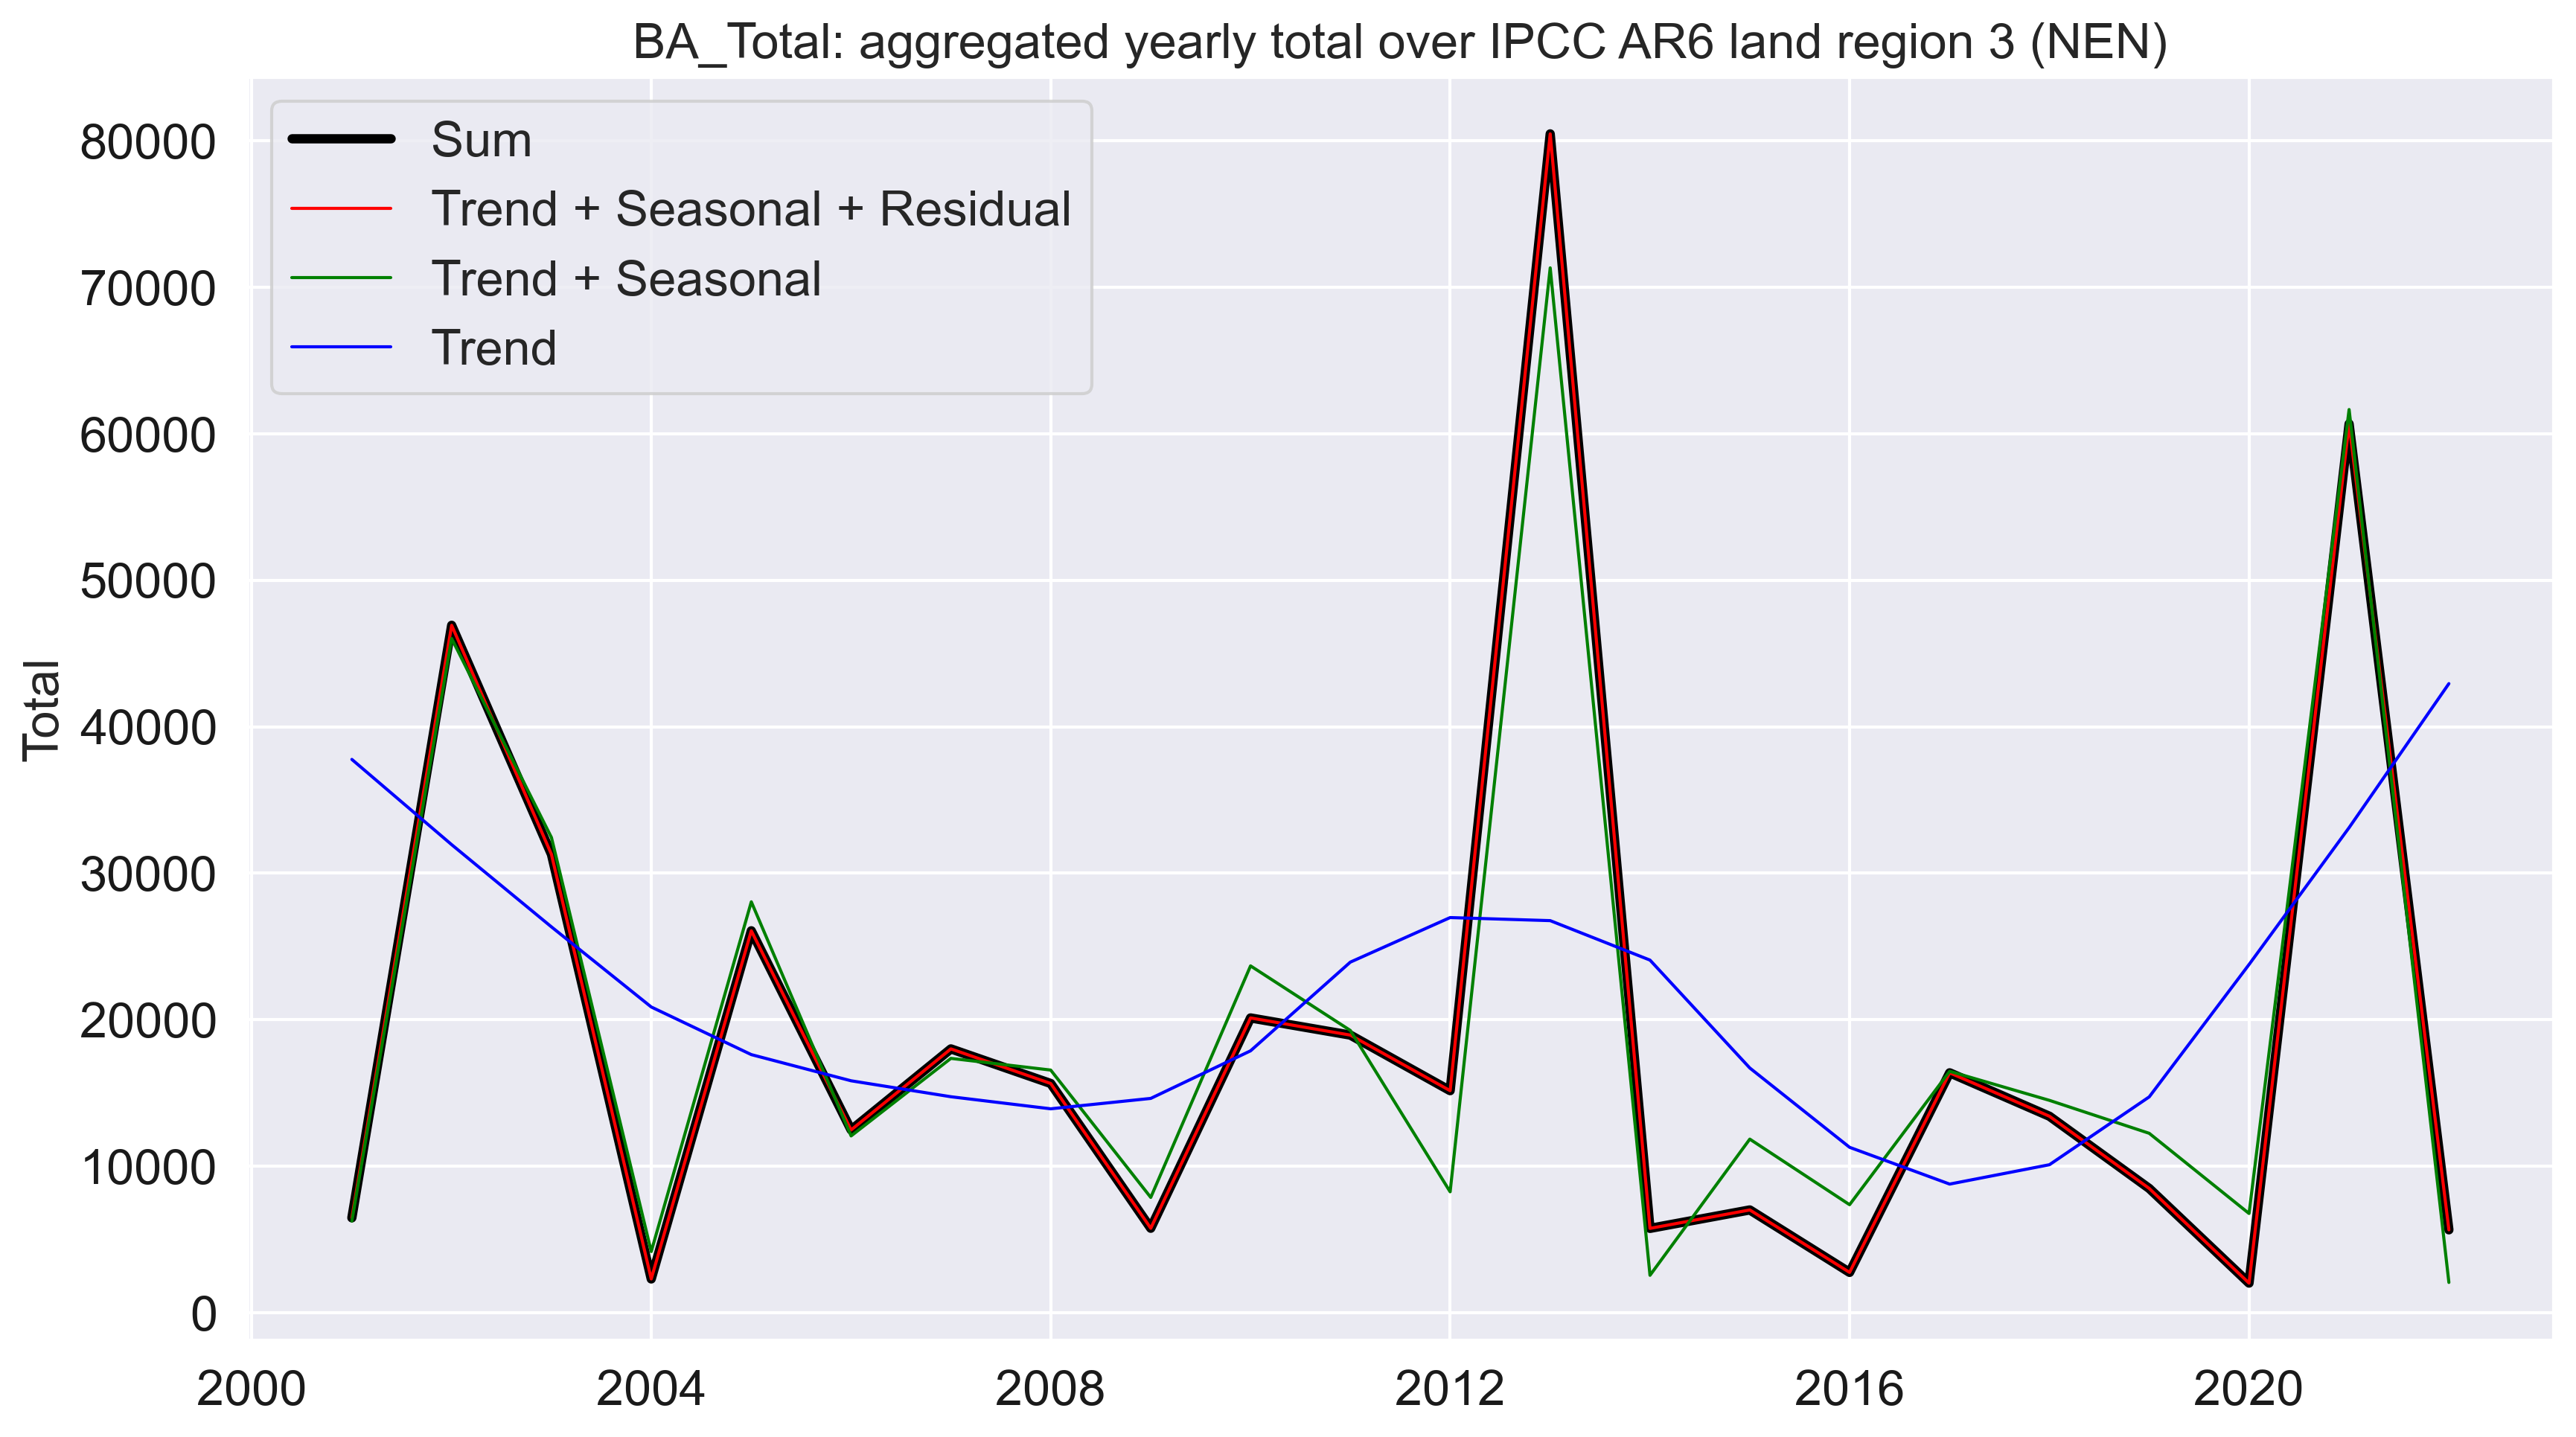 BA_Total: aggregated yearly total over IPCC AR6 land region 3 (NEN)
Sum
Trend + Seasonal + Residual
Trend + Seasonal
Trend
Total
80000
70000
60000
50000
40000
30000
20000
10000
0
2000 2004 2008 2012 2016 2020